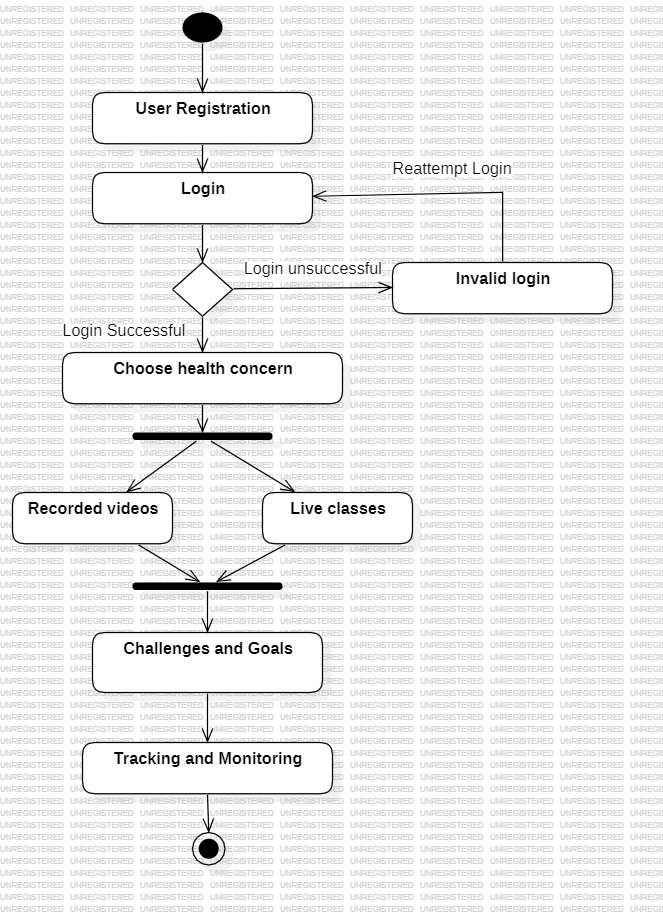 User Registration
Reattempt Login
Login
Login unsuccessful
Invalid login
Login Successful
Choose health concern
Recorded videos
Live classes
Challenges and Goals
Tracking and Monitoring
UNREGISTERED